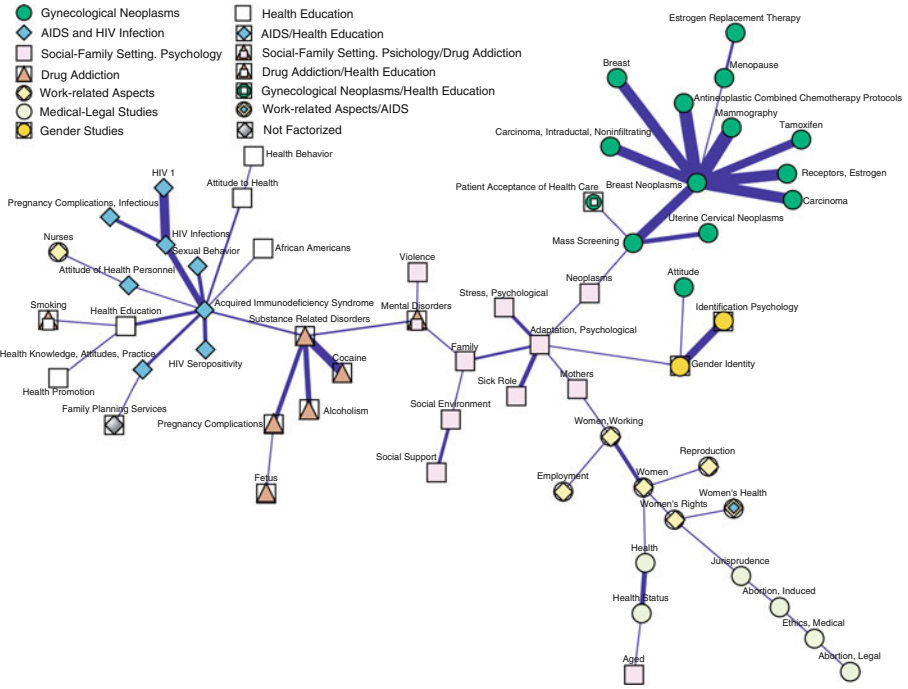 Gynecological Neoplasms
AIDS and HIV Infection
Social-Family Setting. Psychology
Drug Addiction
Work-related Aspects
Medical-Legal Studies
Gender Studies
Health Education
AIDS/Health Education
Social-Family Setting. Psichology/Drug Addiction
Drug Addiction/Health Education
Gynecological Neoplasms/Health Education
Work-related Aspects/AIDS
Not Factorized
Estrogen Replacement Therapy
Breast
Menopause
Antineoplastic Combined Chemotherapy Protocols
Mammography
Tamoxifen
Carcinoma, Intraductal, Noninfiltrating
Receptors, Estrogen
Breast Neoplasms
Carcinoma
Patient Acceptance of Health Care
Uterine Cervical Neoplasms
Mass Screening
Health Behavior
HIV 1
Attitude to Health
Pregnancy Complications, Infectious
HIV Infections
Nurses
Sexual Behavior
African Americans
Attitude of Health Personnel
Violence
Neoplasms
Attitude
Smoking
Acquired Immunodeficiency Syndrome
Mental Disorders
Stress, Psychological
Identification Psychology
Health Education
Substance Related Disorders
Adaptation, Psychological
Health Knowledge, Attitudes, Practice
HIV Seropositivity
Cocaine
Family
Gender Identity
Health Promotion
Sick Role
Mothers
Family Planning Services
Pregnancy Complications
Alcoholism
Social Environment
Women,Working
Social Support
Fetus
Employment
Women
Reproduction
Women's Rights
Women's Health
Health
Jurisprudence
Health Status
Abortion, Induced
Ethics, Medical
Aged
Abortion, Legal